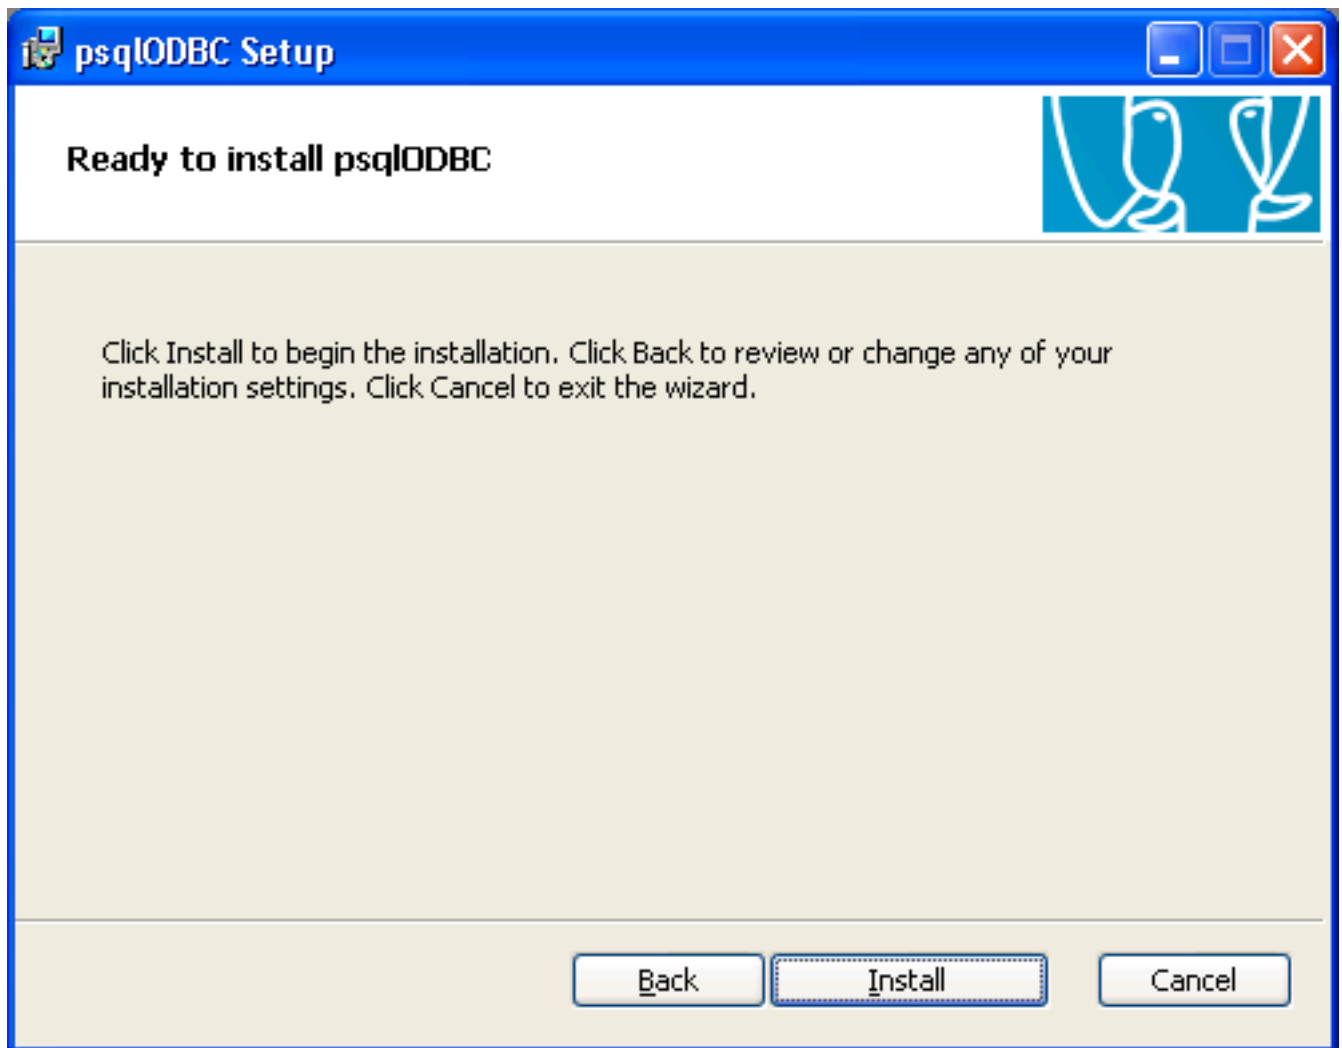 psqlODBC Setup
Ready to install psqlODBC
Click Install to begin the installation. Click Back to review or change any of your
installation settings. Click Cancel to exit the wizard.
Back
Install
Cancel